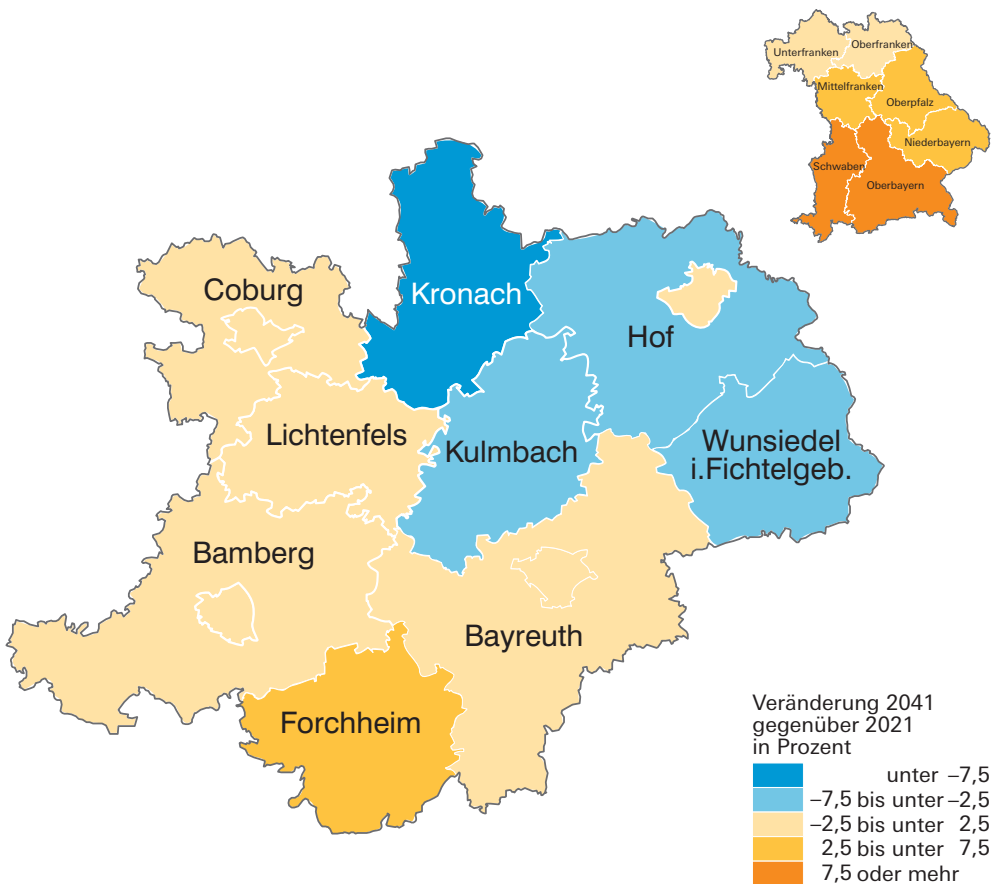 Unterfranken
Oberfranken
Mittelfranken
Oberpfalz
Niederbayern
Schwaben
Oberbayern
Coburg
Kronach
Hof
Lichtenfels
Kulmbach
Wunsiedel
i.Fichtelgeb.
Bamberg
Bayreuth
Forchheim
Veränderung 2041
gegenüber 2021
in Prozent
unter –7,5
–7,5 bis unter –2,5
–2,5 bis unter 2,5
2,5 bis unter 7,5
7,5 oder mehr